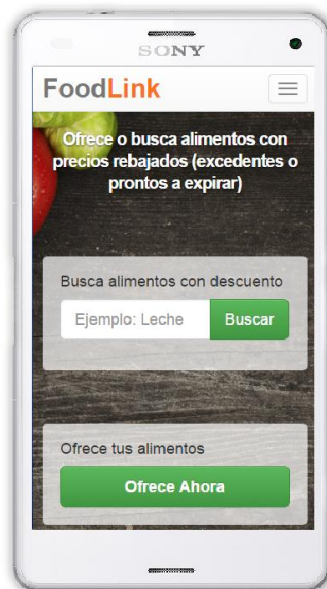 SONY
FoodLink
Ofrece o busca alimentos con
precios rebajados (excedentes o
prontos a expirar)
Busca alimentos con descuento
Ejemplo: Leche
Buscar
Ofrece tus alimentos
Ofrece Ahora